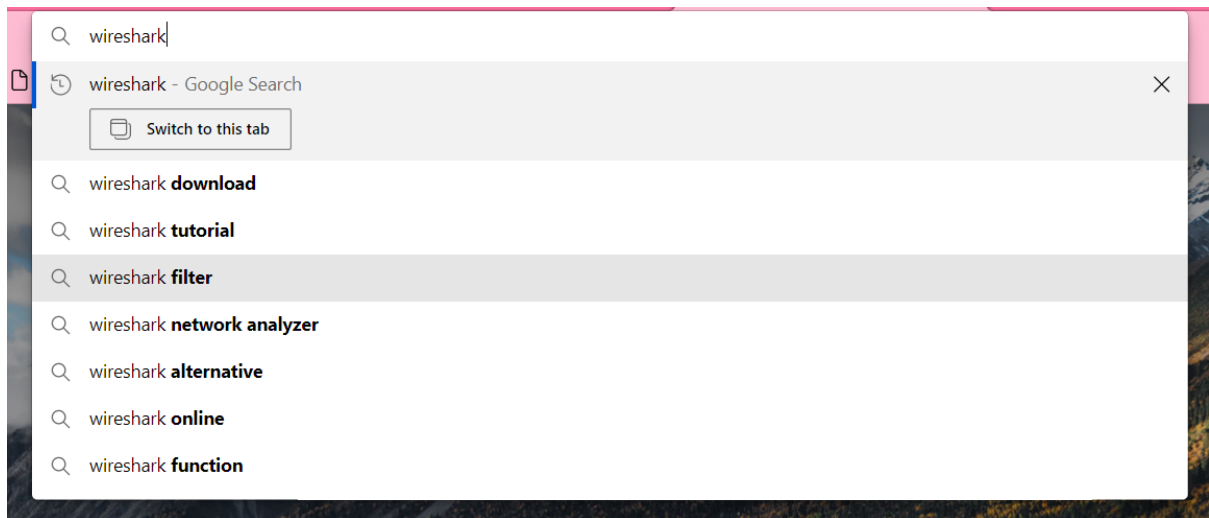 wireshark
wireshark - Google Search
Switch to this tab
wireshark download
wireshark tutorial
wireshark filter
wireshark network analyzer
wireshark alternative
wireshark online
wireshark function